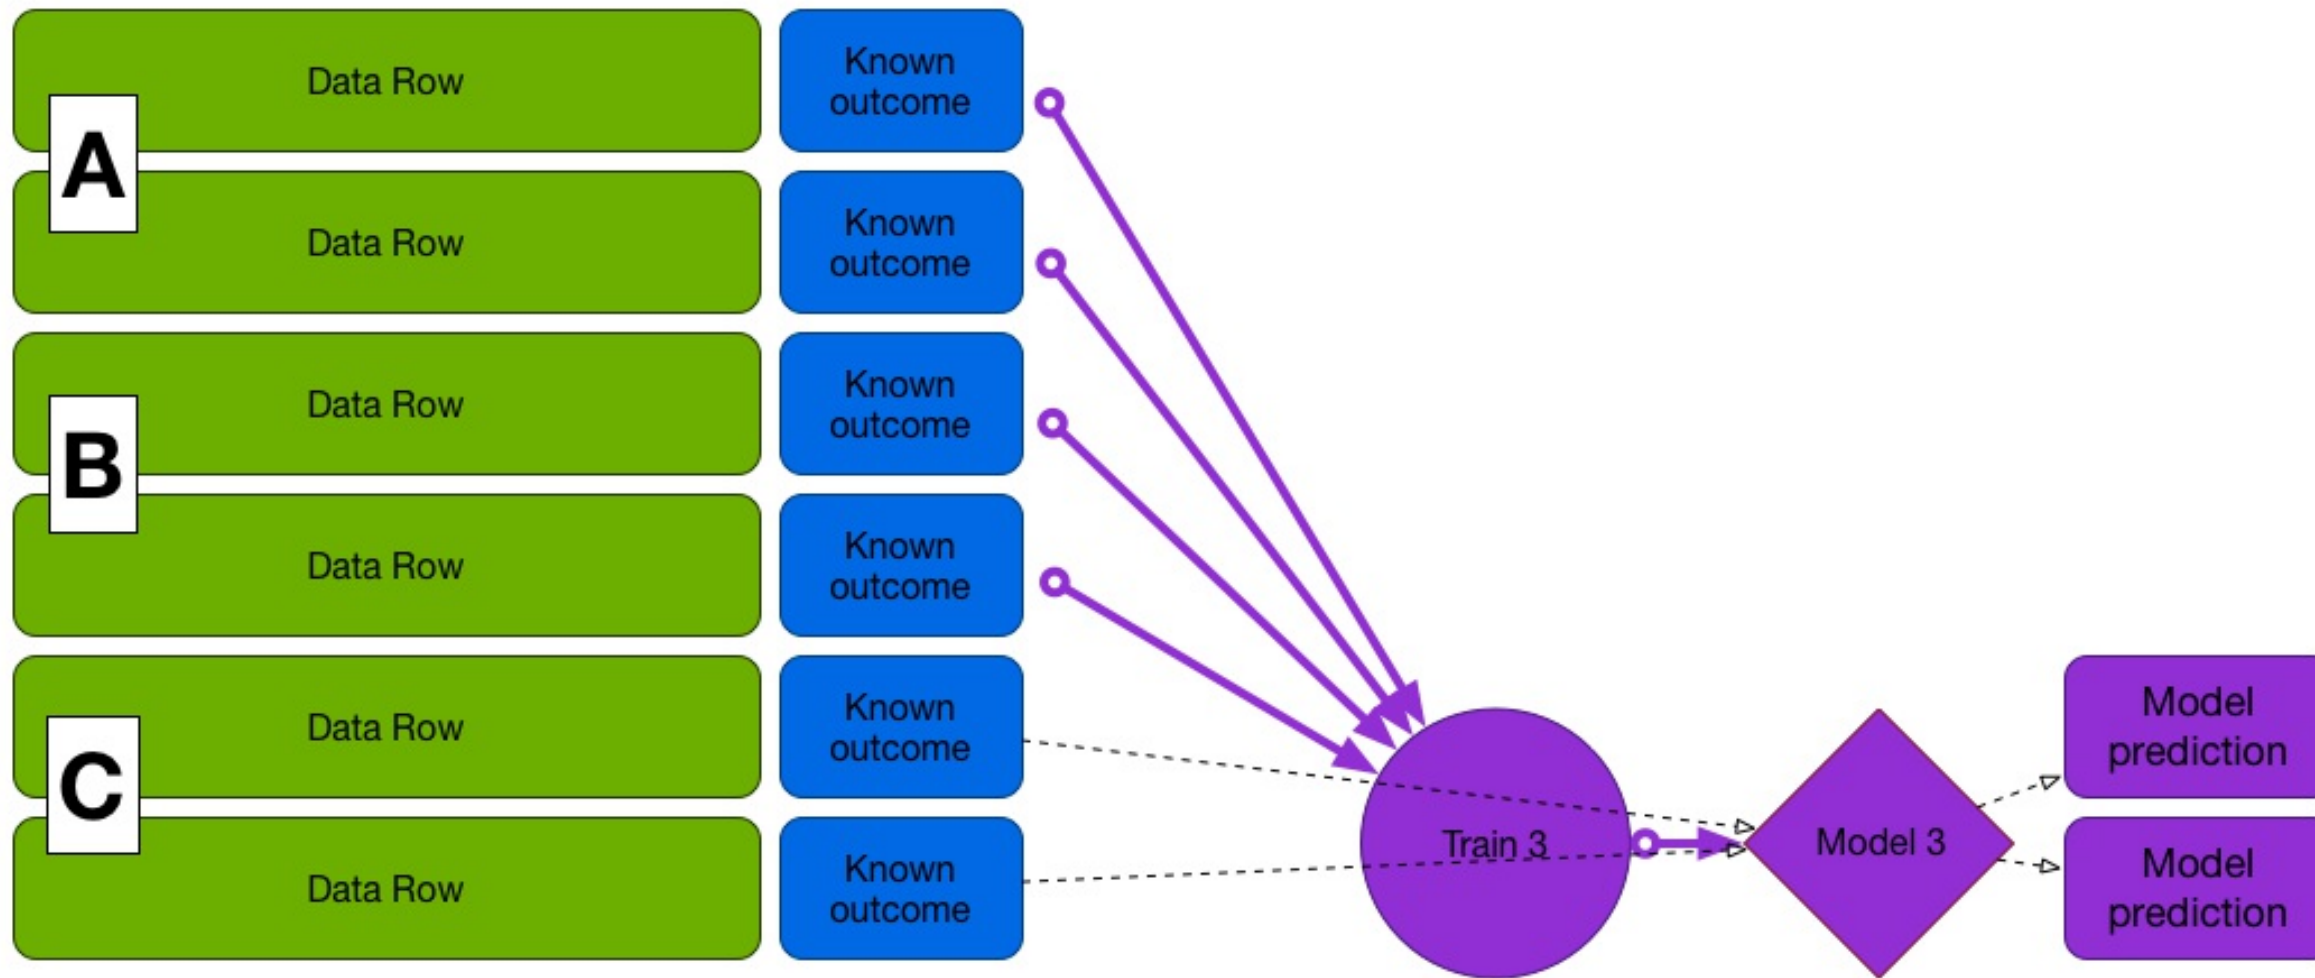 Data Row
Known
outcome
A
Data Row
Known
outcome
Data Row
Known
outcome
B
Data Row
Known
outcome
Data Row
Known
outcome
C
Data Row
Known
outcome
Train 3
Model 3
Model
prediction
Model
prediction